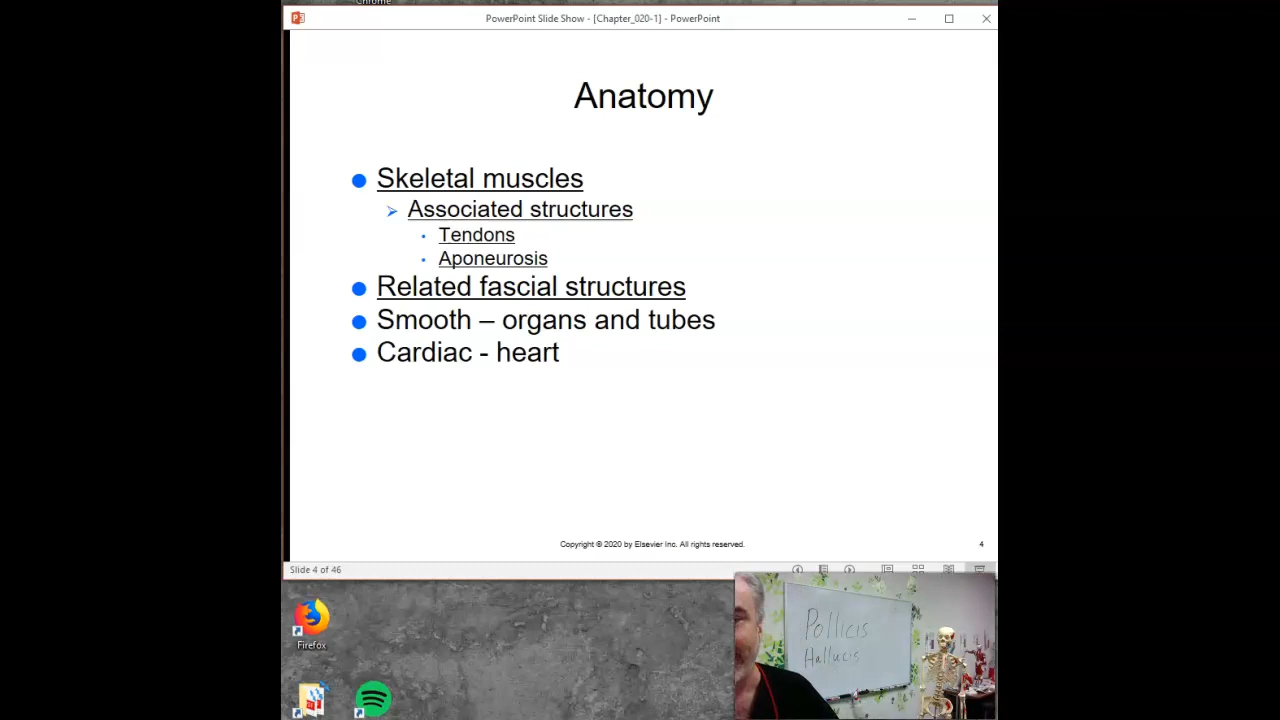 Chrome
PowerPoint Slide Show - [Chapter_020-1] - PowerPoint
Anatomy
Skeletal muscles
Associated structures
Tendons
Aponeurosis
Related fascial structures
Smooth – organs and tubes
Cardiac - heart
Copyright © 2020 by Elsevier Inc. All rights reserved.
4
Slide 4 of 46
Firefox
Pollicis
Hallucis